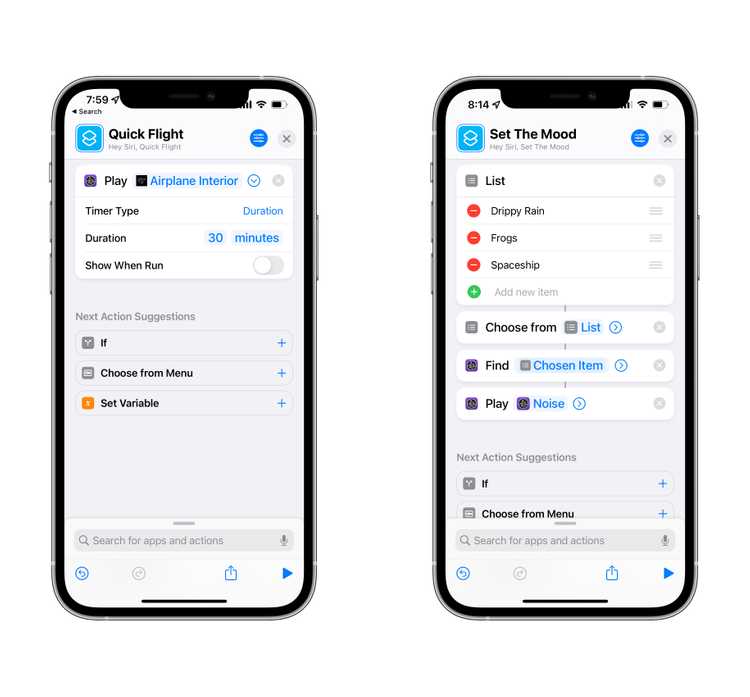 7:59
Search
Quick Flight
Hey Siri, Quick Flight
Play Airplane Interior
Timer Type Duration
Duration 30 minutes
Show When Run
Next Action Suggestions
If
Choose from Menu
Set Variable
Search for apps and actions
8:14
Set The Mood
Hey Siri, Set The Mood
List
Drippy Rain
Frogs
Spaceship
Add new item
Choose from List
Find Chosen Item
Play Noise
Next Action Suggestions
If
Choose from Menu
Search for apps and actions